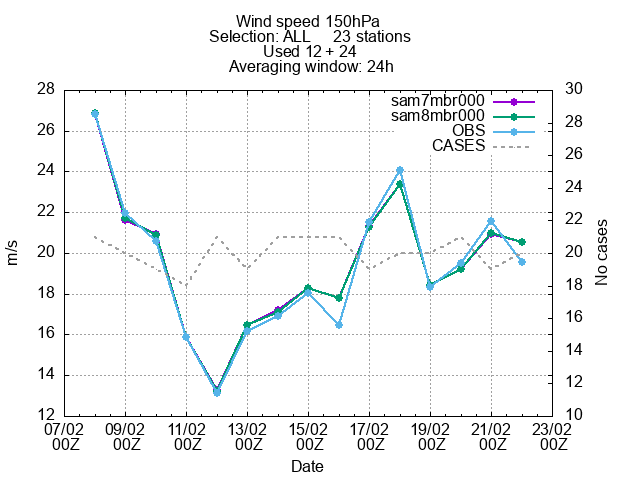 Wind speed 150hPa
Selection: ALL 23 stations
Used 12 + 24
Averaging window: 24h
28 30
sam7mbr000
sam8mbr000
OBS
CASES
26 28
24 26
22 24
20 22
18 20
16 18
14 16
12 14
12
10
m/s
No cases
07/02 09/02 11/02 13/02 15/02 17/02 19/02 21/02 23/02
00Z 00Z 00Z 00Z 00Z 00Z 00Z 00Z 00Z
Date